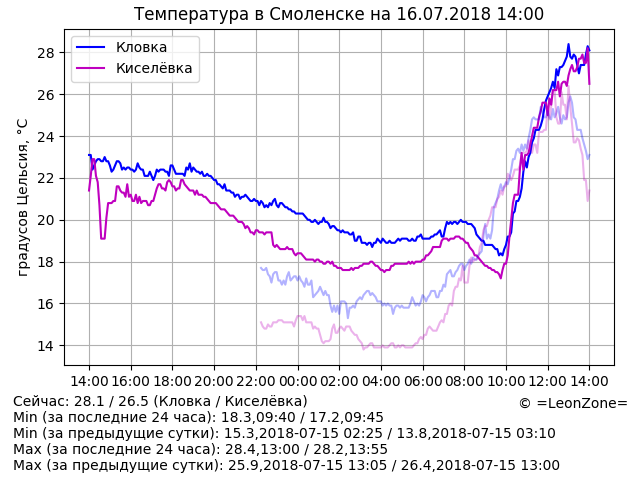 Температура в Смоленске на 16.07.2018 14:00
Кловка
Киселёвка
градусов Цельсия, °C
28
26
24
22
20
18
16
14
14:00 16:00 18:00 20:00 22:00 00:00 02:00 04:00 06:00 08:00 10:00 12:00 14:00
Сейчас: 28.1 / 26.5 (Кловка / Киселёвка)
© =LeonZone=
Min (за последние 24 часа): 18.3,09:40 / 17.2,09:45
Min (за предыдущие сутки): 15.3,2018-07-15 02:25 / 13.8,2018-07-15 03:10
Max (за последние 24 часа): 28.4,13:00 / 28.2,13:55
Max (за предыдущие сутки): 25.9,2018-07-15 13:05 / 26.4,2018-07-15 13:00